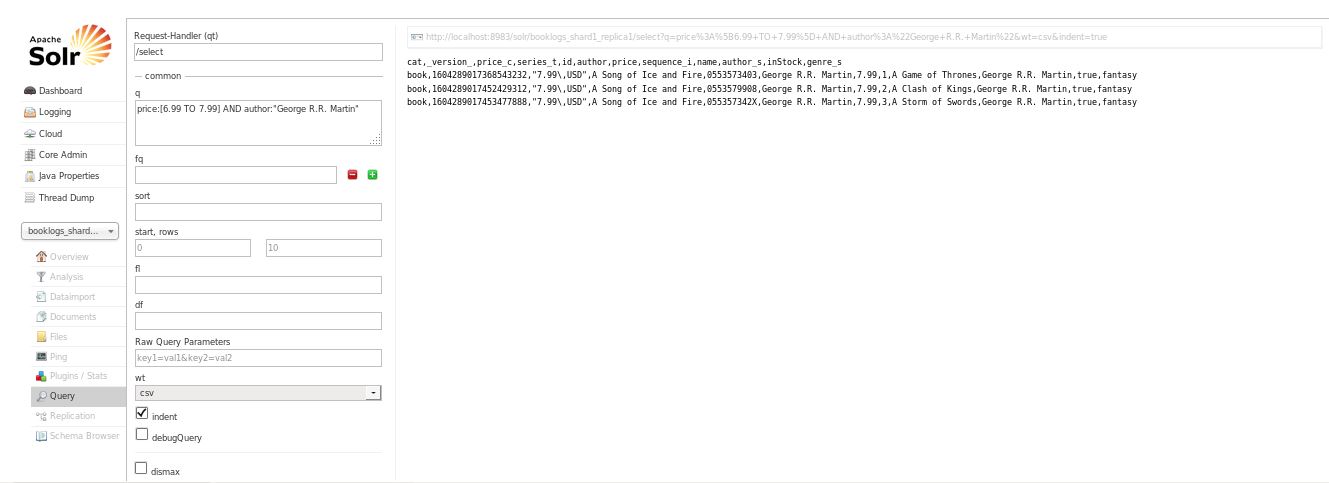 Apache
Solr
Dashboard
Logging
Cloud
Core Admin
Java Properties
Thread Dump
booklogs_shard...
Overview
Analysis
Dataimport
Documents
Files
Ping
Plugins / Stats
Query
Replication
Schema Browser
Request-Handler (qt)
/select
common
q
price:[6.99 TO 7.99] AND author:"George R.R. Martin"
fq
sort
start, rows
0 10
fl
df
Raw Query Parameters
key1=val1&key2=val2
wt
csv
indent
debugQuery
dismax
http://localhost:8983/solr/booklogs_shard1_replica1/select?q=price%3A%5B6.99+TO+7.99%5D+AND+author%3A%22George+R.R.+Martin%22&wt=csv&indent=true
cat,_version_,price_c,series_t,id,author,price,sequence_i,name,author_s,inStock,genre_s
book,1604289017368543232,"7.99\,USD",A Song of Ice and Fire,0553573403,George R.R. Martin,7.99,1,A Game of Thrones,George R.R. Martin,true,fantasy
book,1604289017452429312,"7.99\,USD",A Song of Ice and Fire,0553579908,George R.R. Martin,7.99,2,A Clash of Kings,George R.R. Martin,true,fantasy
book,1604289017453477888,"7.99\,USD",A Song of Ice and Fire,055357342X,George R.R. Martin,7.99,3,A Storm of Swords,George R.R. Martin,true,fantasy